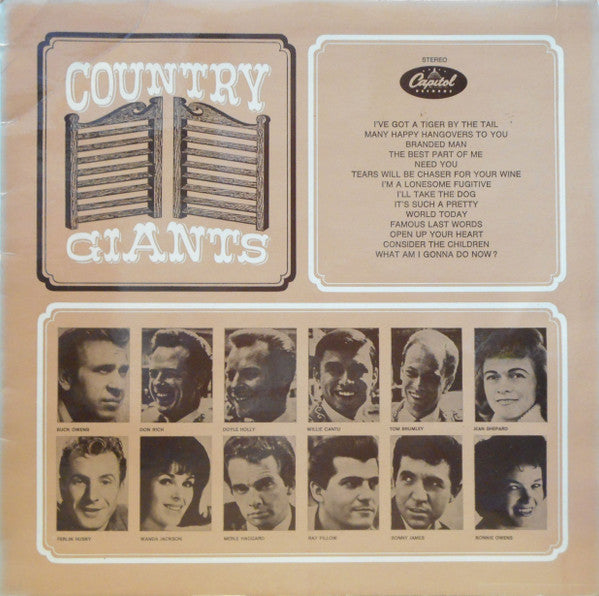 COUNTRY
GIANTS
STEREO
Capitol
RECORDS
I'VE GOT A TIGER BY THE TAIL
MANY HAPPY HANGOVERS TO YOU
BRANDED MAN
THE BEST PART OF ME
NEED YOU
TEARS WILL BE CHASER FOR YOUR WINE
I'M A LONESOME FUGITIVE
I'LL TAKE THE DOG
IT'S SUCH A PRETTY
WORLD TODAY
FAMOUS LAST WORDS
OPEN UP YOUR HEART
CONSIDER THE CHILDREN
WHAT AM I GONNA DO NOW?
BUCK OWENS
DON RICH
DOYLE HOLLY
WILLIE CANTU
TOM BRUMLEY
JEAN SHEPARD
FERLIN HUSKY
WANDA JACKSON
MERLE HAGGARD
RAY PILLOW
SONNY JAMES
BONNIE OWENS